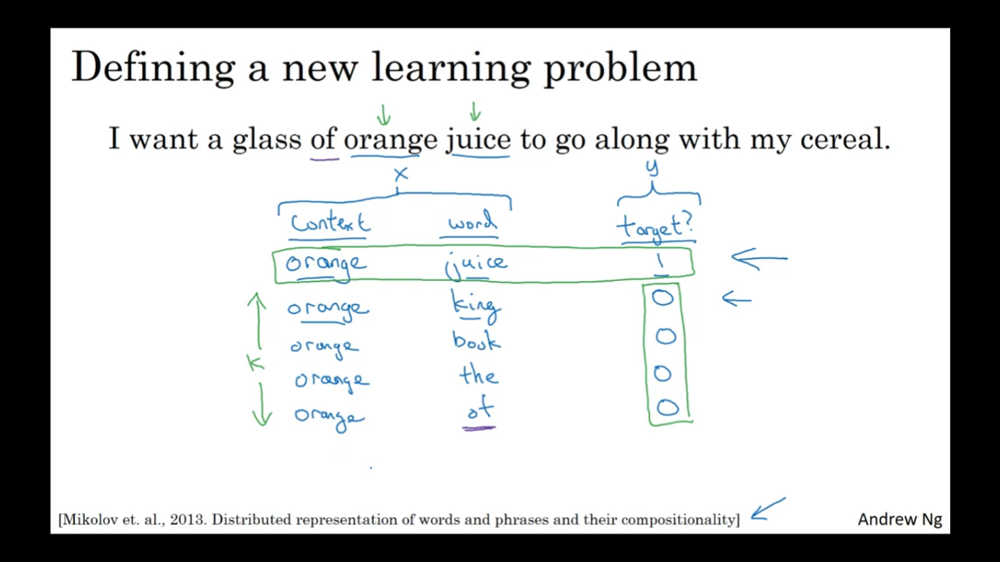 Defining a new learning problem
I want a glass of orange juice to go along with my cereal.
x y
context word target?
orange juice 1
orange king 0
orange book 0
k
orange the 0
orange of 0
[Mikolov et. al., 2013. Distributed representation of words and phrases and their compositionality]
Andrew Ng